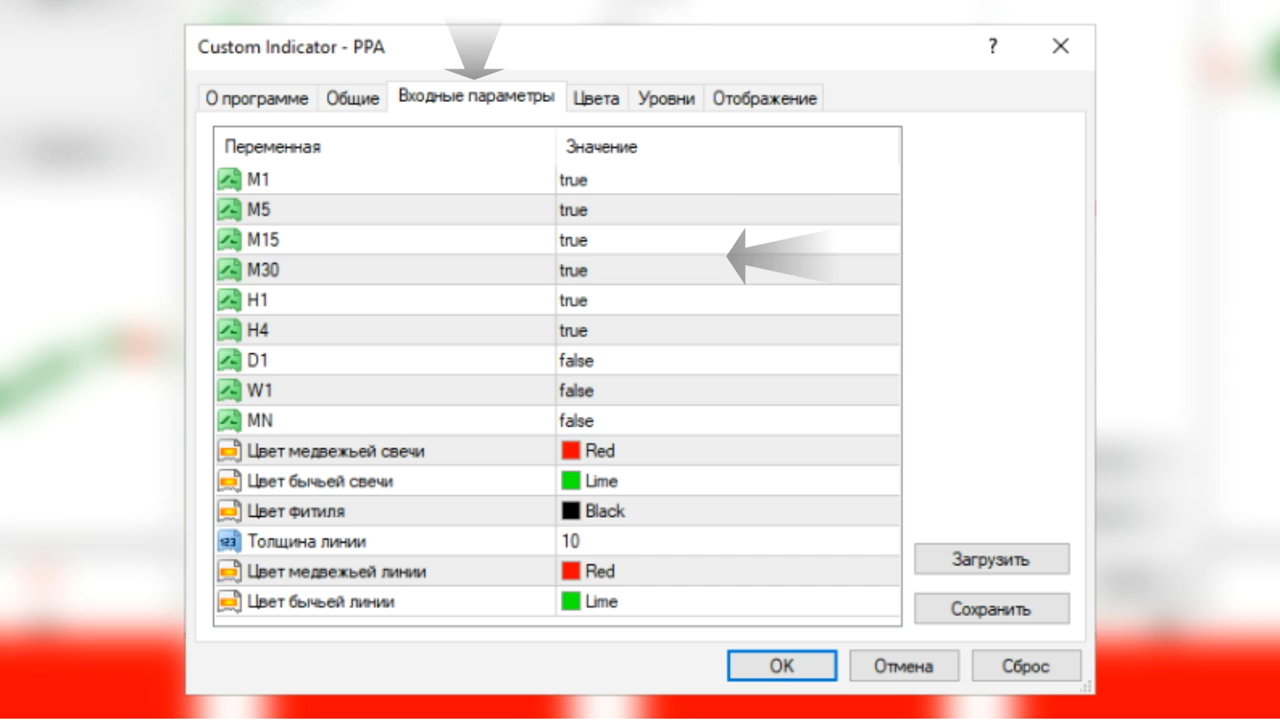 Custom Indicator - PPA ?
О программе Общие Входные параметры Цвета Уровни Отображение
Переменная Значение
M1 true
M5 true
M15 true
M30 true
H1 true
H4 true
D1 false
W1 false
MN false
Цвет медвежьей свечи Red
Цвет бычьей свечи Lime
Цвет фитиля Black
123 Толщина линии 10
Цвет медвежьей линии Red
Цвет бычьей линии Lime
Загрузить
Сохранить
OK Отмена Сброс